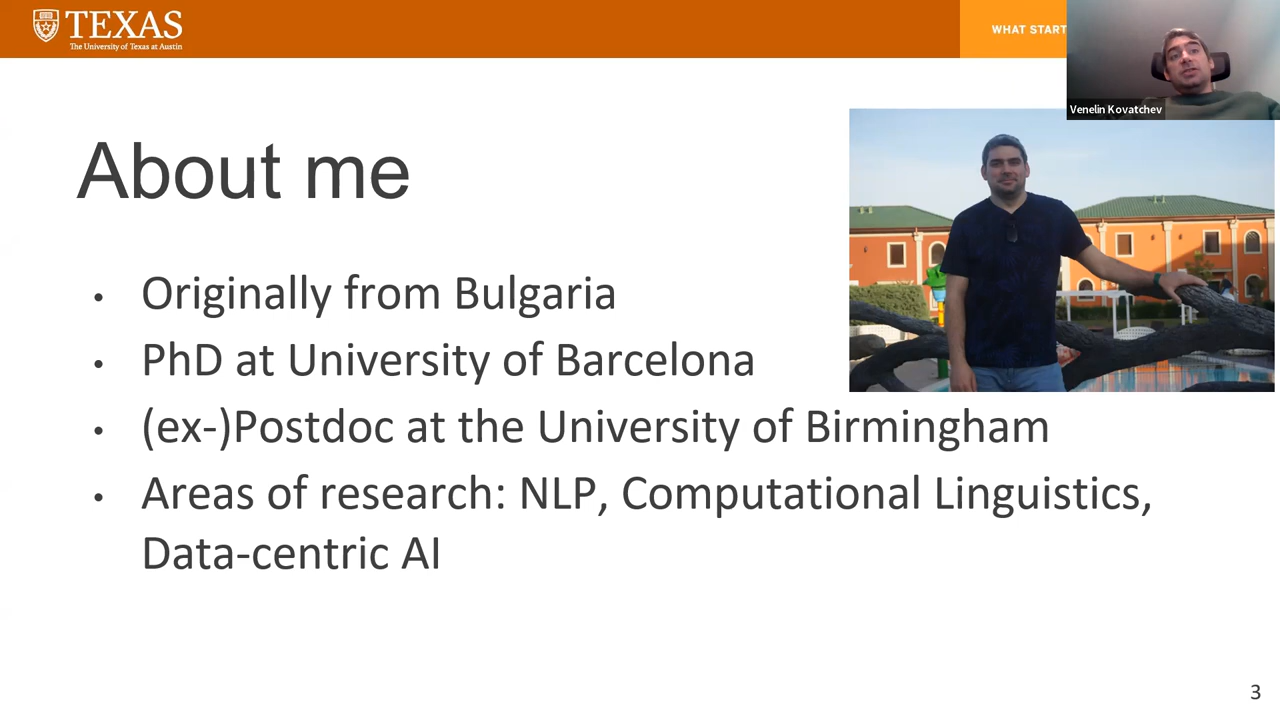 TEXAS
The University of Texas at Austin
WHAT START
Venelin Kovatchev
About me
• Originally from Bulgaria
• PhD at University of Barcelona
• (ex-)Postdoc at the University of Birmingham
• Areas of research: NLP, Computational Linguistics,
Data-centric AI
3